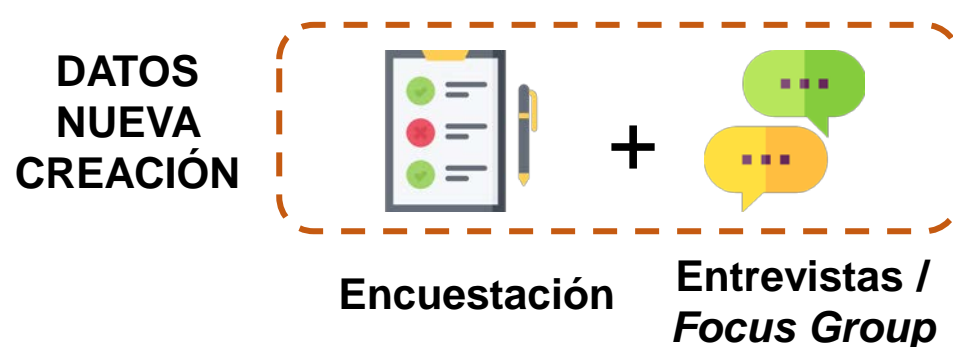 DATOS
NUEVA
CREACIÓN
+
Encuestación
Entrevistas /
Focus Group